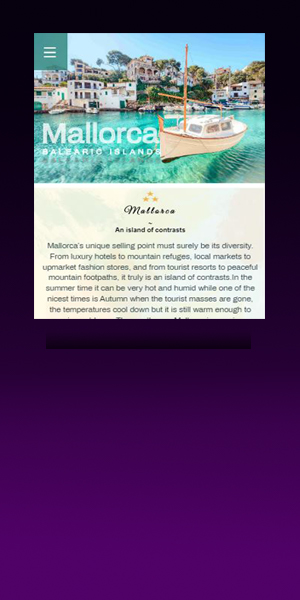 Mallorca
BALEARIC ISLANDS
Mallorca
~
An island of contrasts
Mallorca's unique selling point must surely be its diversity.
From luxury hotels to mountain refuges, local markets to
upmarket fashion stores, and from tourist resorts to peaceful
mountain footpaths, it truly is an island of contrasts.In the
summer time it can be very hot and humid while one of the
nicest times is Autumn when the tourist masses are gone,
the temperatures cool down but it is still warm enough to